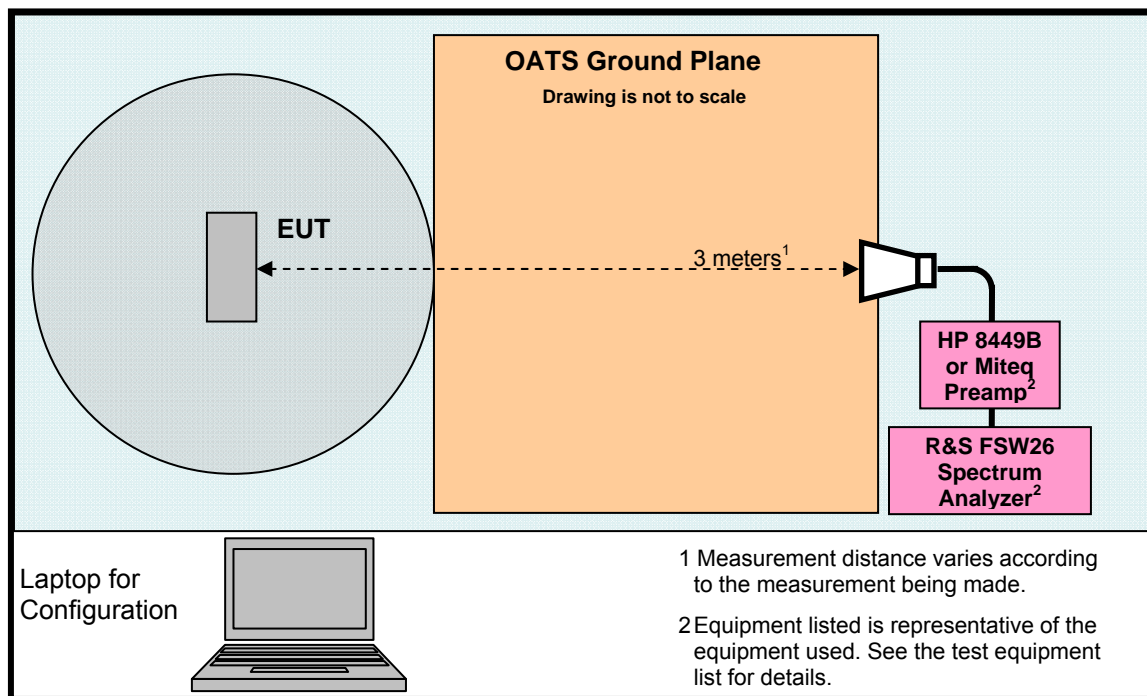 OATS Ground Plane
Drawing is not to scale
EUT
3 meters1
HP 8449B
or Miteq
Preamp2
R&S FSW26
Spectrum
Analyzer2
Laptop for
Configuration
1 Measurement distance varies according
to the measurement being made.
2 Equipment listed is representative of the
equipment used. See the test equipment
list for details.